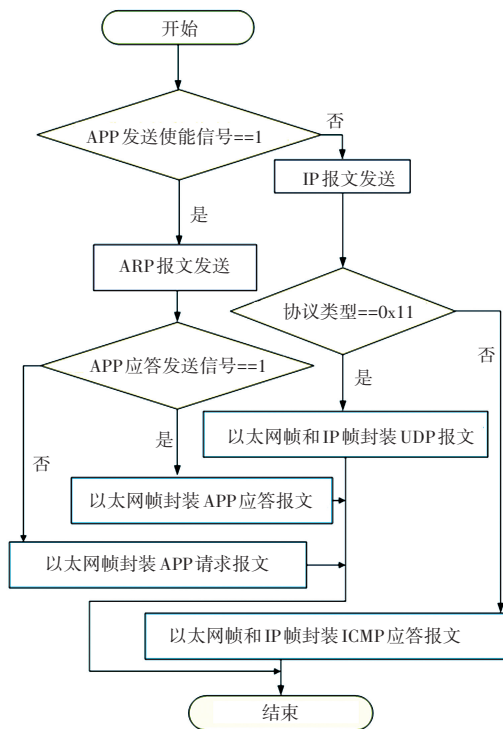 开始
APP发送使能信号==1
否
IP报文发送
是
ARP报文发送
协议类型==0x11
APP应答发送信号==1
否
是
以太网帧和IP帧封装UDP报文
是
否
以太网帧封装APP应答报文
以太网帧封装APP请求报文
以太网帧和IP帧封装ICMP应答报文
结束